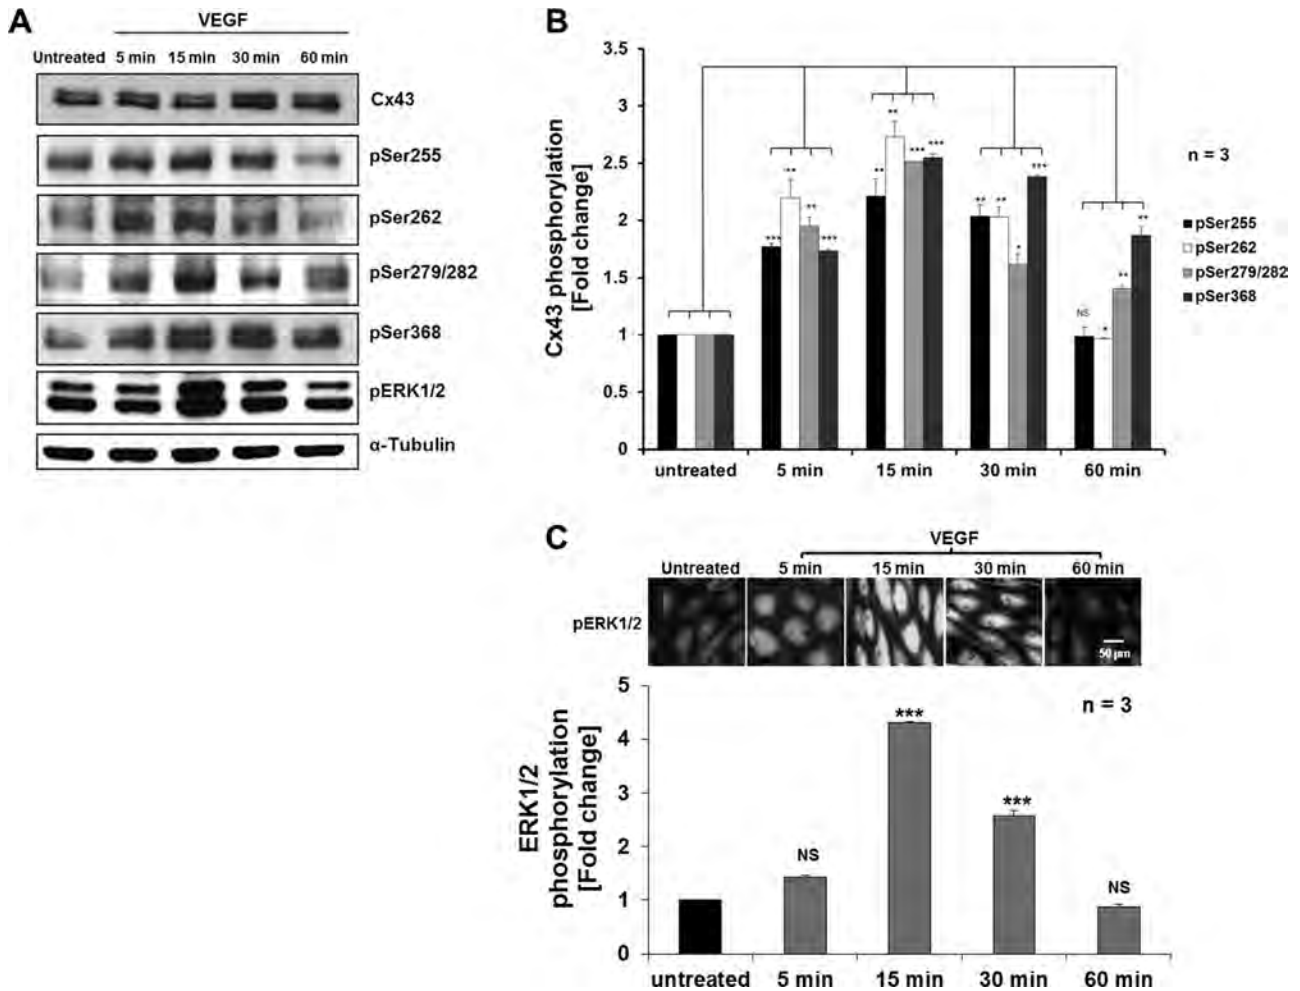 A
VEGF
Untreated 5 min 15 min 30 min 60 min
Cx43
pSer255
pSer262
pSer279/282
pSer368
pERK1/2
α-Tubulin
B
Cx43 phosphorylation
[Fold change]
3.5
3
2.5
2
1.5
1
0.5
0
*** ** ** ***
** ** *** ***
** ** * ***
NS * ** **
n = 3
pSer255
pSer262
pSer279/282
pSer368
untreated 5 min 15 min 30 min 60 min
C
VEGF
Untreated 5 min 15 min 30 min 60 min
pERK1/2
50 µm
ERK1/2
phosphorylation
[Fold change]
5
4
3
2
1
0
NS
***
***
NS
n = 3
untreated 5 min 15 min 30 min 60 min